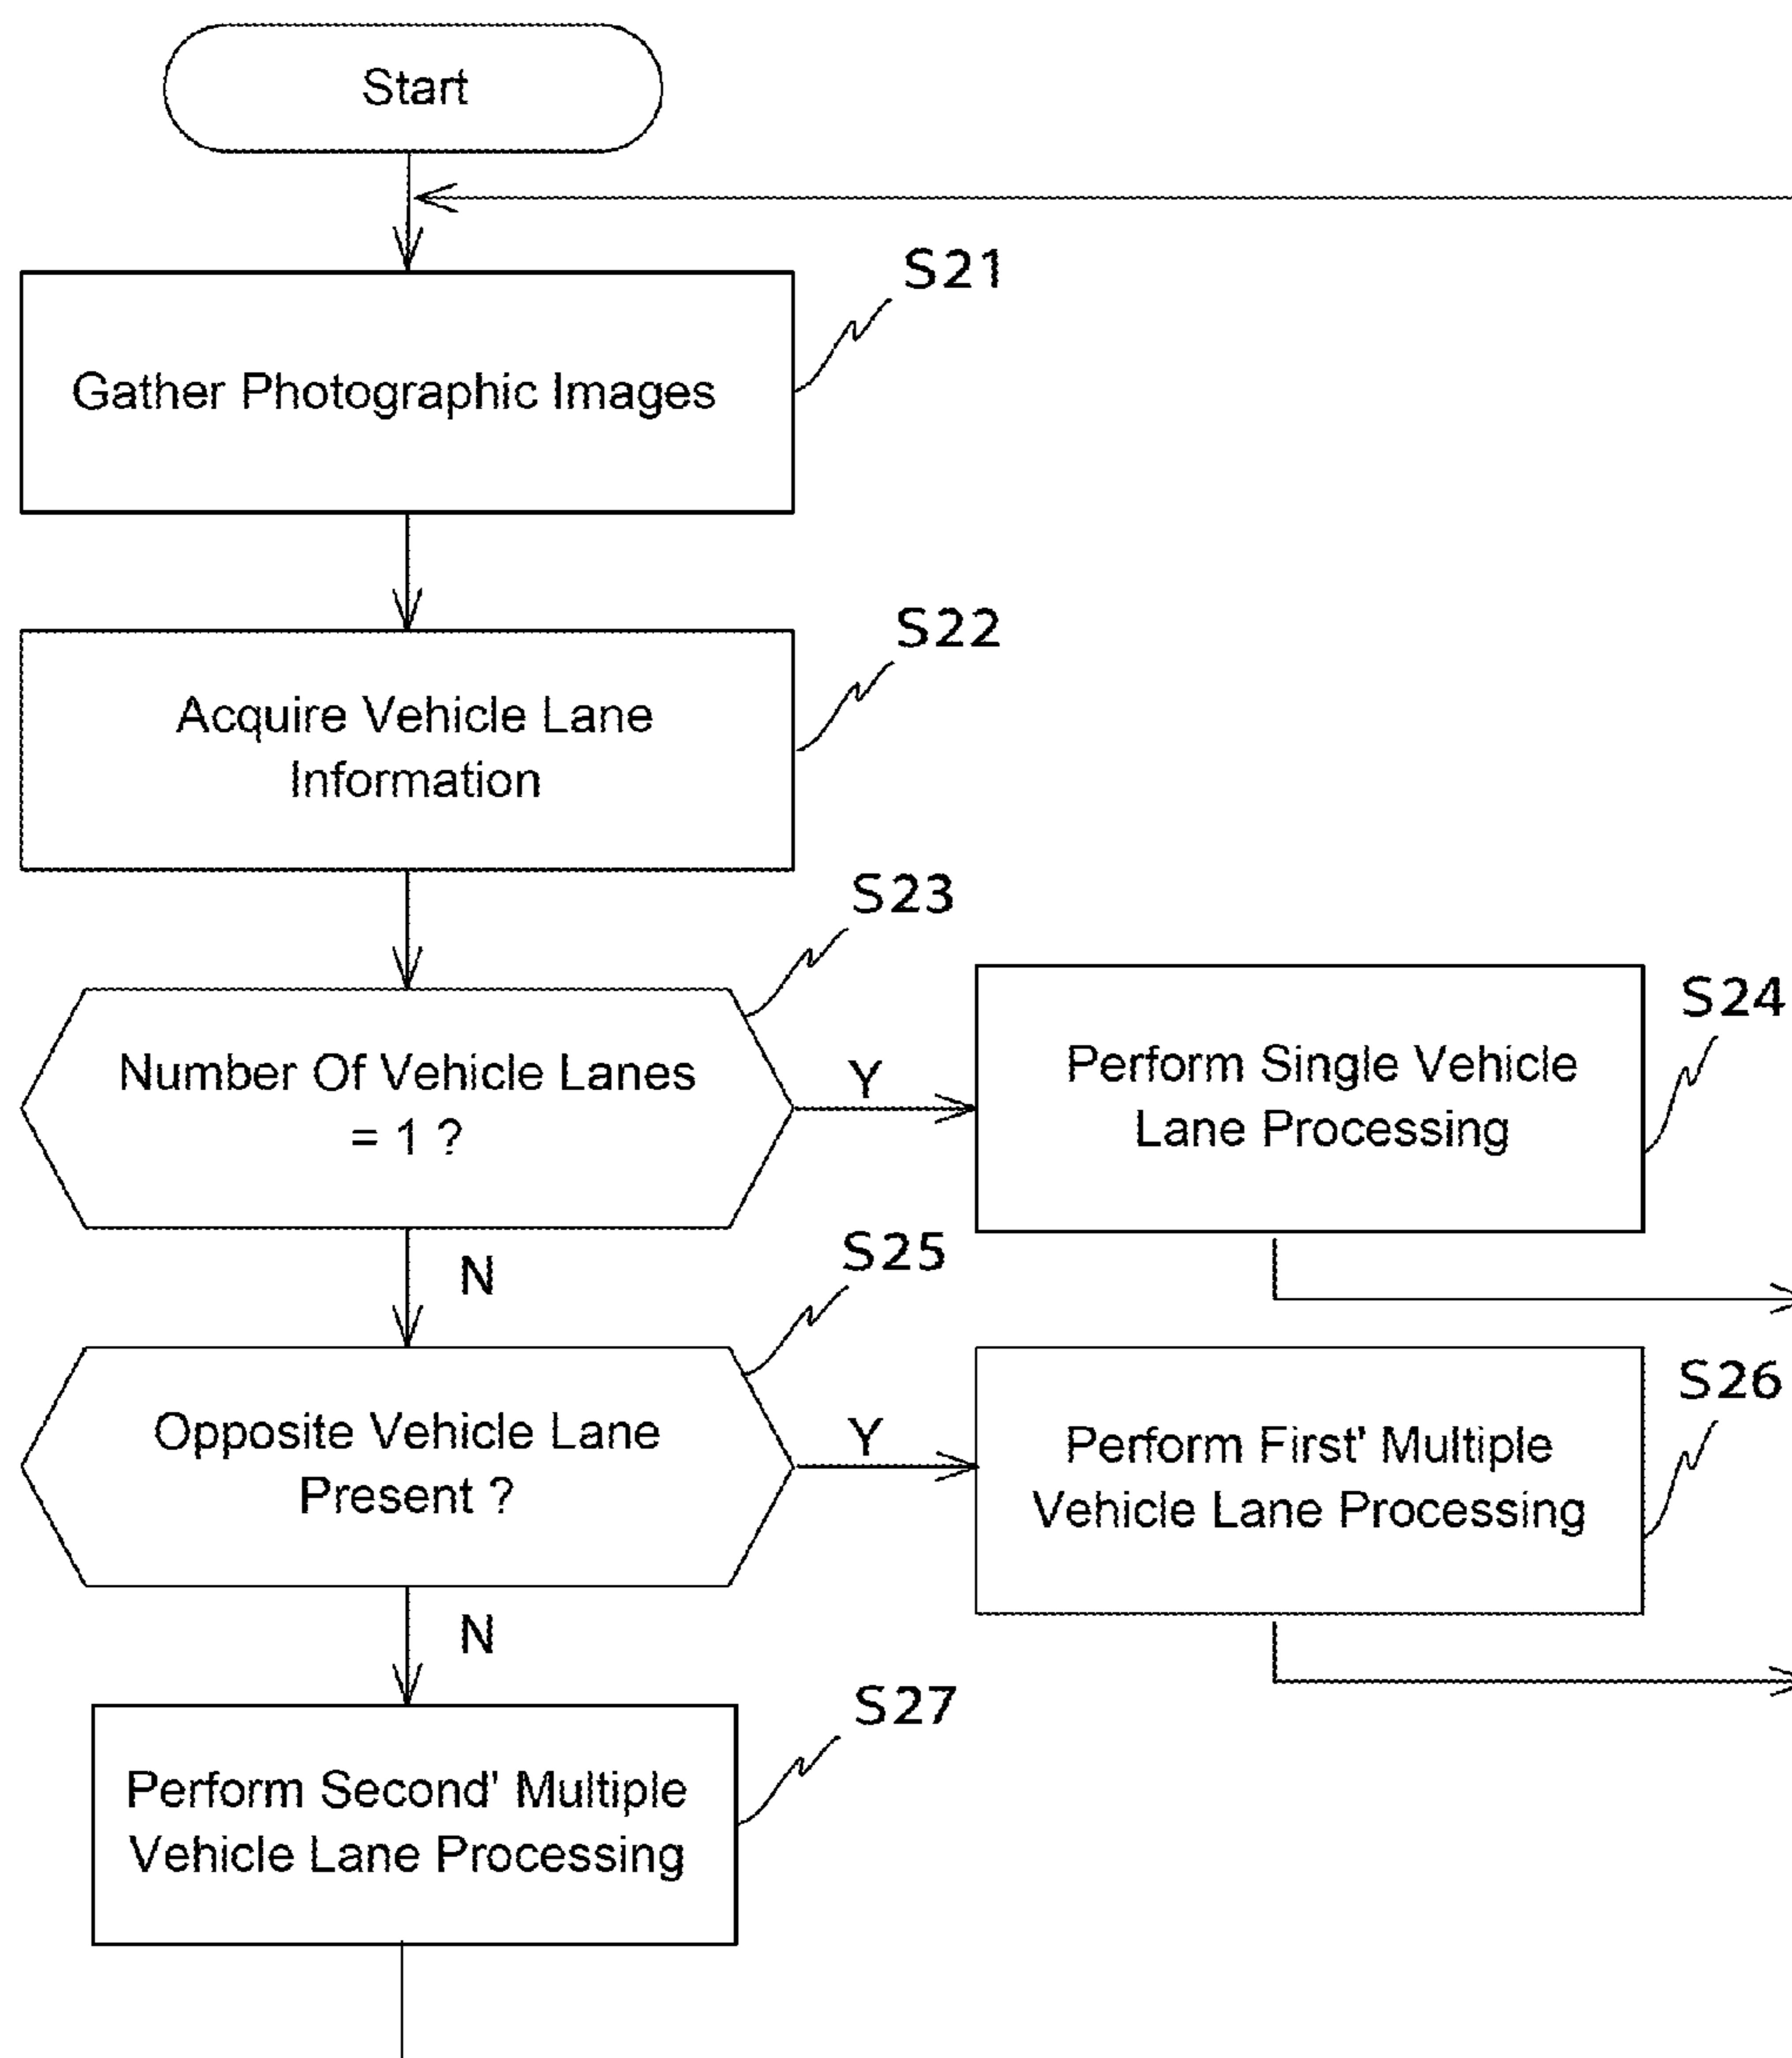 Start
S21
Gather Photographic Images
S22
Acquire Vehicle Lane
Information
S23
Number Of Vehicle Lanes
= 1 ?
Y
S24
Perform Single Vehicle
Lane Processing
N
S25
Opposite Vehicle Lane
Present ?
Y
S26
Perform First' Multiple
Vehicle Lane Processing
N
S27
Perform Second' Multiple
Vehicle Lane Processing